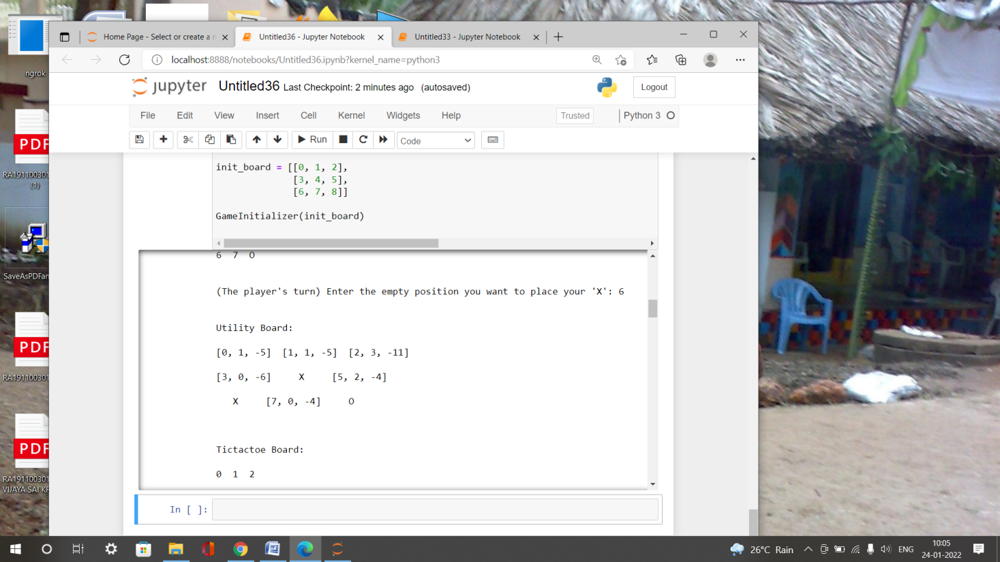 Home Page - Select or create a n
Untitled36 - Jupyter Notebook
Untitled33 - Jupyter Notebook
localhost:8888/notebooks/Untitled36.ipynb?kernel_name=python3
ngrok
jupyter Untitled36 Last Checkpoint: 2 minutes ago (autosaved)
Logout
File Edit View Insert Cell Kernel Widgets Help
Trusted
Python 3
Run
Code
PDF
RA191100301
(1)
SaveAsPDFan
PDF
RA191100301
PDF
RA191100301
VIJAYA SAI KR
init_board = [[0, 1, 2],
[3, 4, 5],
[6, 7, 8]]
GameInitializer(init_board)
6 7 O
(The player's turn) Enter the empty position you want to place your 'X': 6
Utility Board:
[0, 1, -5] [1, 1, -5] [2, 3, -11]
[3, 0, -6] X [5, 2, -4]
X [7, 0, -4] O
Tictactoe Board:
0 1 2
In [ ]:
26°C Rain
ENG
10:05
24-01-2022